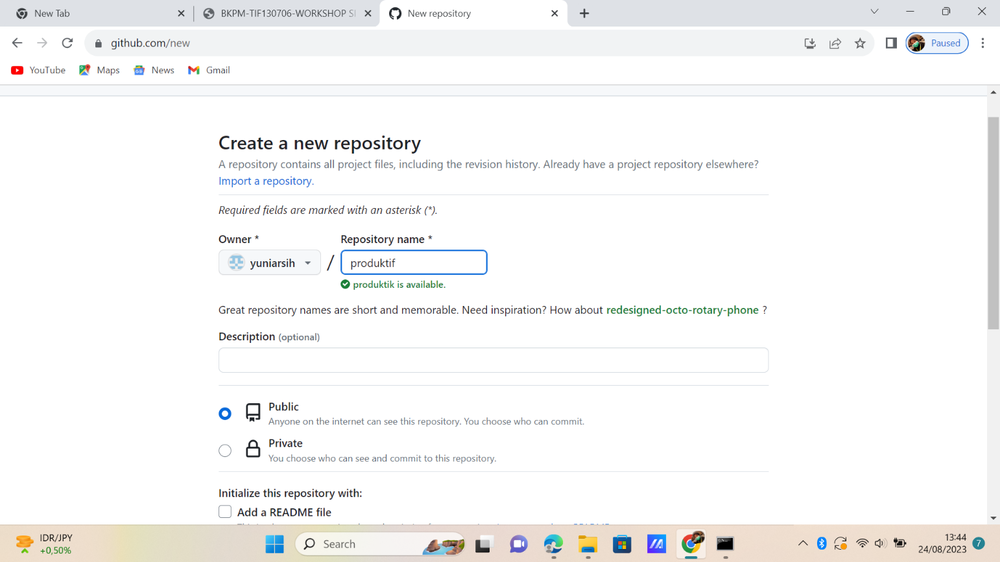 New Tab
BKPM-TIF130706-WORKSHOP SI
New repository
github.com/new
Paused
YouTube
Maps
News
Gmail
Create a new repository
A repository contains all project files, including the revision history. Already have a project repository elsewhere?
Import a repository.
Required fields are marked with an asterisk (*).
Owner *
Repository name *
yuniarsih
/
produktif
produktik is available.
Great repository names are short and memorable. Need inspiration? How about redesigned-octo-rotary-phone ?
Description (optional)
Public
Anyone on the internet can see this repository. You choose who can commit.
Private
You choose who can see and commit to this repository.
Initialize this repository with:
Add a README file
IDR/JPY
+0,50%
Search
13:44
24/08/2023
7